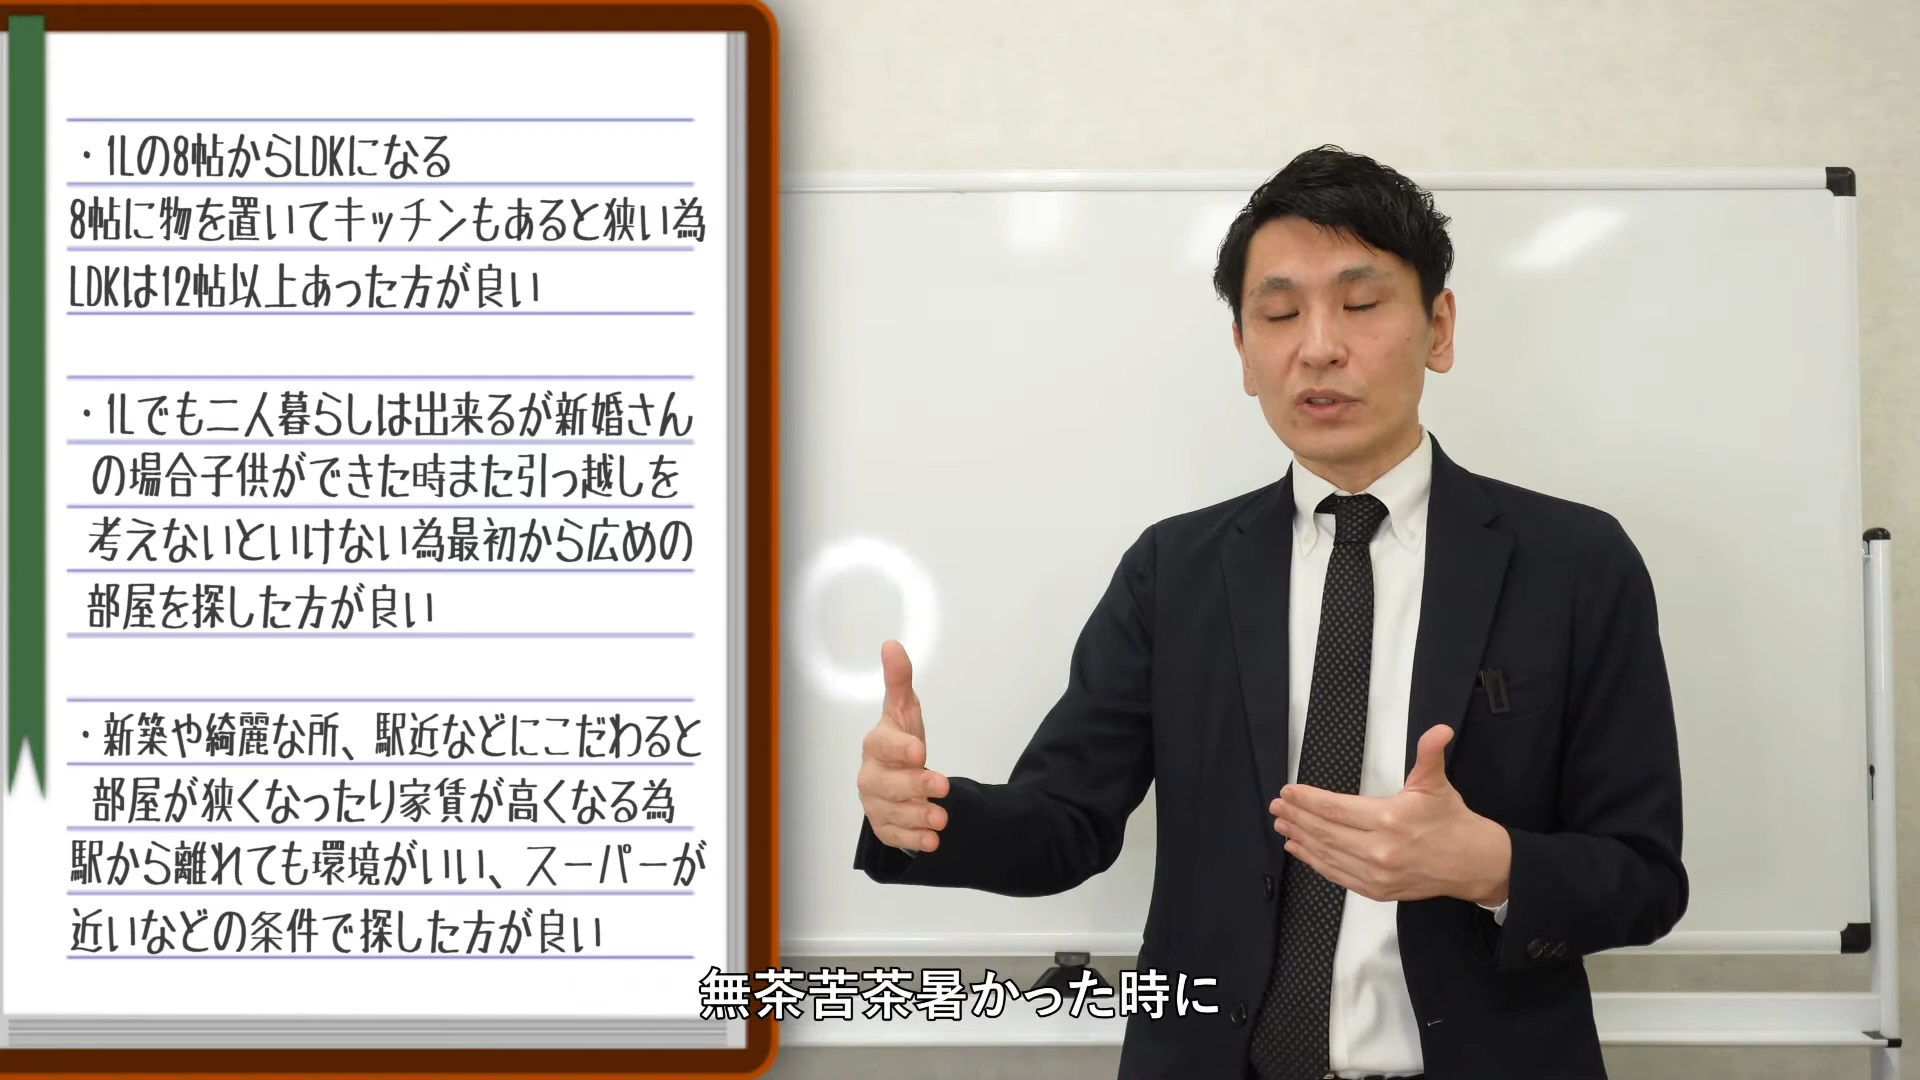 ・1Lの8帖からLDKになる
8帖に物を置いてキッチンもあると狭い為
LDKは12帖以上あった方が良い
・1Lでも二人暮らしは出来るが新婚さん
の場合子供ができた時また引っ越しを
考えないといけない為最初から広めの
部屋を探した方が良い
・新築や綺麗な所、駅近などにこだわると
部屋が狭くなったり家賃が高くなる為
駅から離れても環境がいい、スーパーが
近いなどの条件で探した方が良い
無茶苦茶暑かった時に